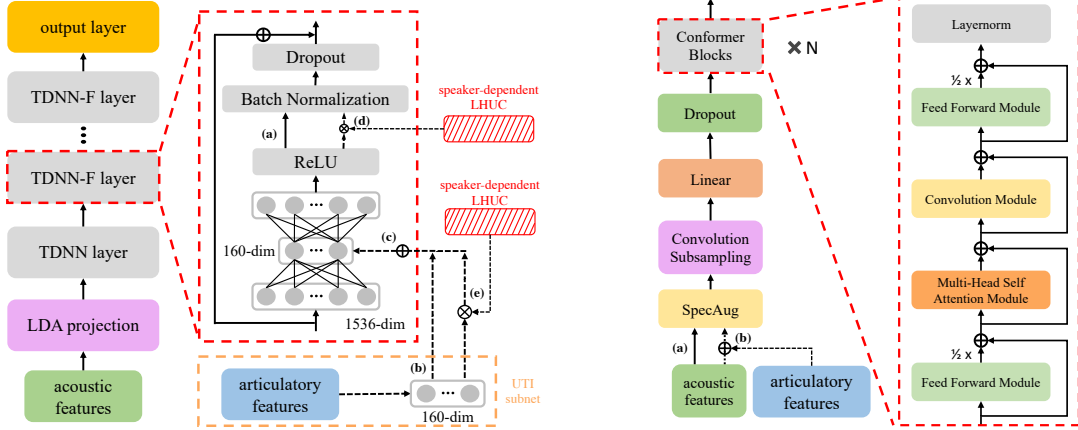 output layer
TDNN-F layer
TDNN-F layer
TDNN layer
LDA projection
acoustic
features
Dropout
Batch Normalization
(a)
(d)
ReLU
speaker-dependent
LHUC
speaker-dependent
LHUC
160-dim
(c)
(e)
1536-dim
(b)
articulatory
features
160-dim
UTI
subnet
Conformer
Blocks
× N
Dropout
Linear
Convolution
Subsampling
SpecAug
(a)
(b)
acoustic
features
articulatory
features
Layernorm
½ x
Feed Forward Module
Convolution Module
Multi-Head Self
Attention Module
½ x
Feed Forward Module